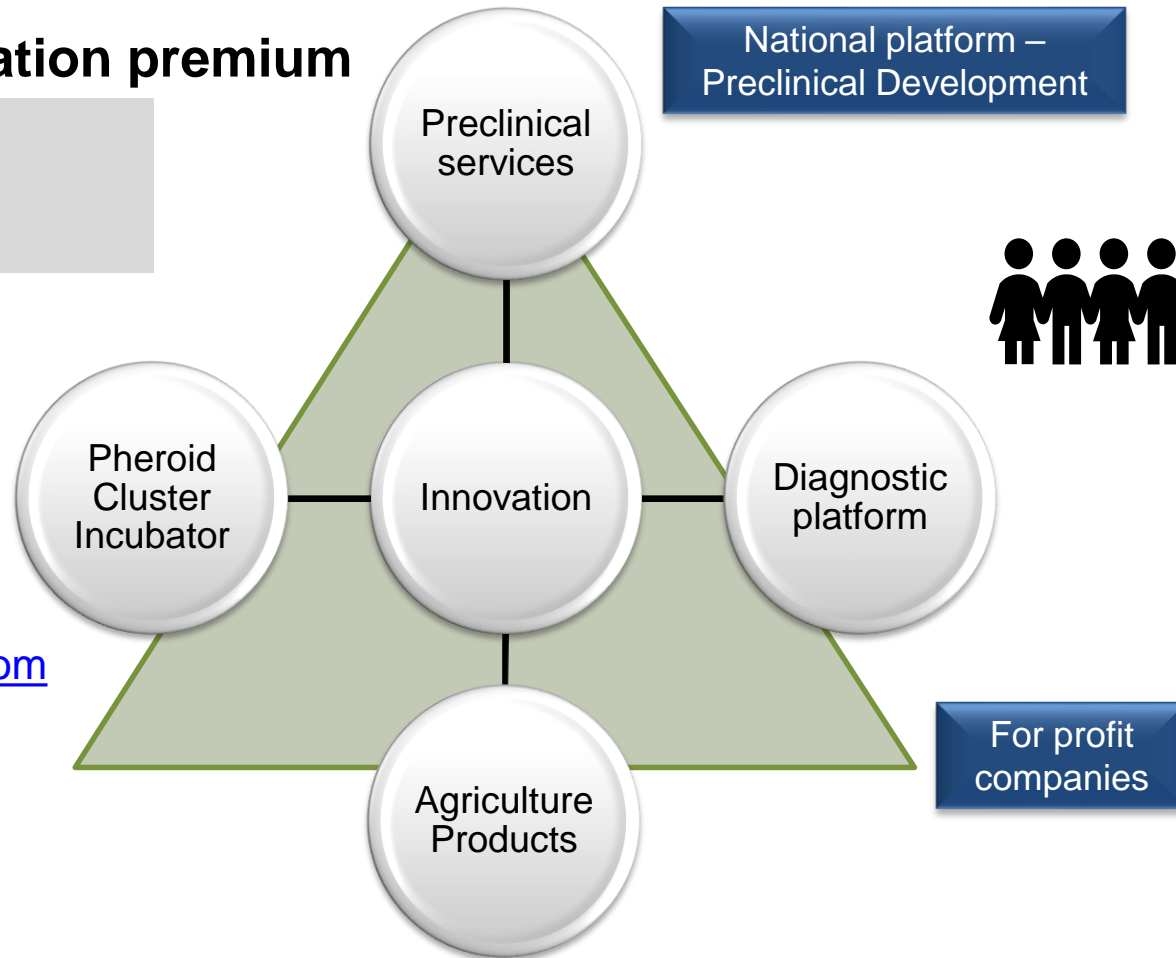 ation premium
National platform –
Preclinical Development
Preclinical
services
Pheroid
Cluster
Incubator
Innovation
Diagnostic
platform
om
For profit
companies
Agriculture
Products